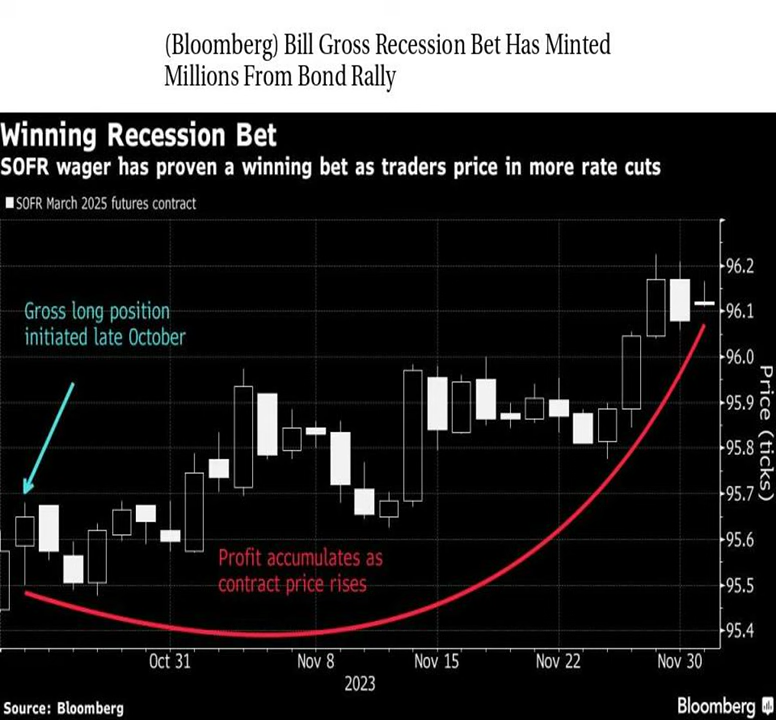 (Bloomberg) Bill Gross Recession Bet Has Minted
Millions From Bond Rally
Winning Recession Bet
SOFR wager has proven a winning bet as traders price in more rate cuts
SOFR March 2025 futures contract
Gross long position
initiated late October
Profit accumulates as
contract price rises
96.2
96.1
96.0
95.9
95.8
95.7
95.6
95.5
95.4
Price (ticks)
Oct 31
Nov 8
Nov 15
Nov 22
Nov 30
2023
Source: Bloomberg
Bloomberg